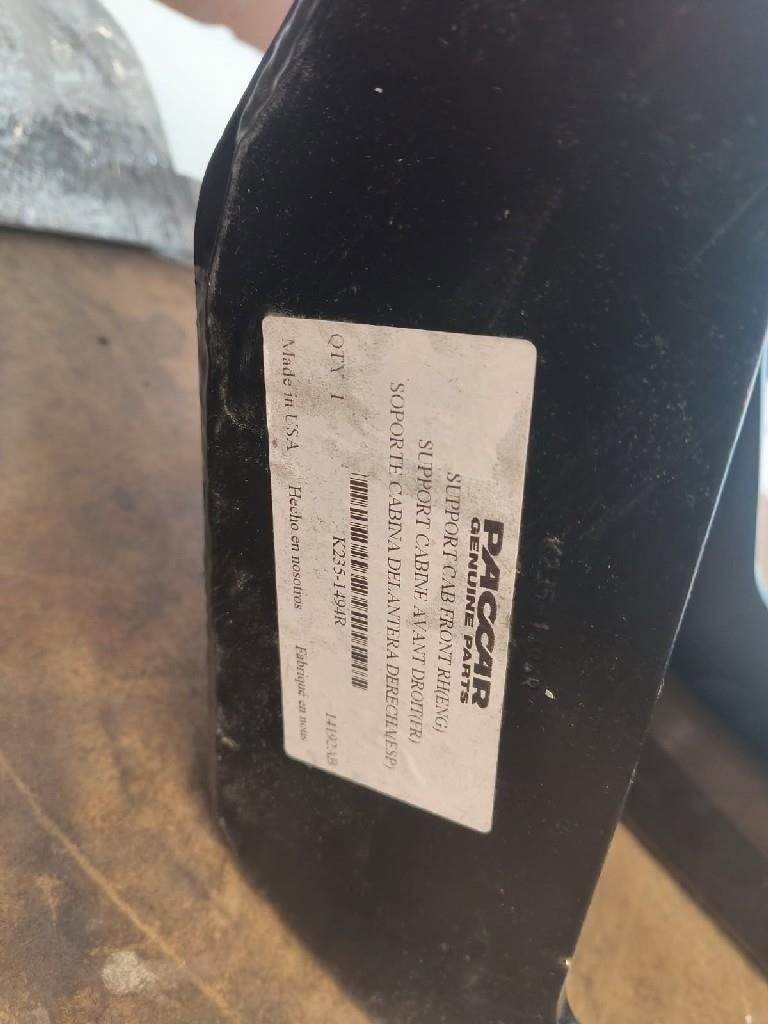 PACCAR
GENUINE PARTS
SUPPORT CAB FRONT RH(ENG)
SUPPORT CABINE AVANT DROIT(FR)
SOPORTE CABINA DELANTERA DERECHA(ESP)
K235-1494R
QTY 1
14192AB
Made in USA Hecho en nosotros Fabriqué en nous